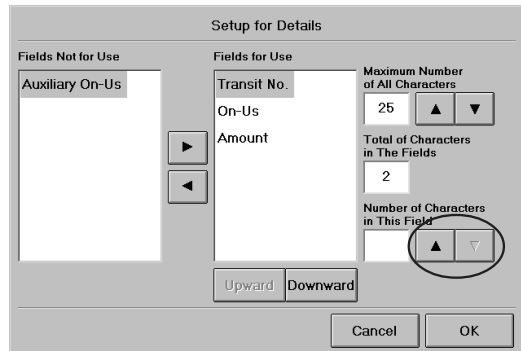 Setup for Details
Fields Not for Use
Auxiliary On-Us
Fields for Use
Transit No.
On-Us
Amount
Maximum Number
of All Characters
25
Total of Characters
in The Fields
2
Number of Characters
in This Field
Upward
Downward
Cancel
OK